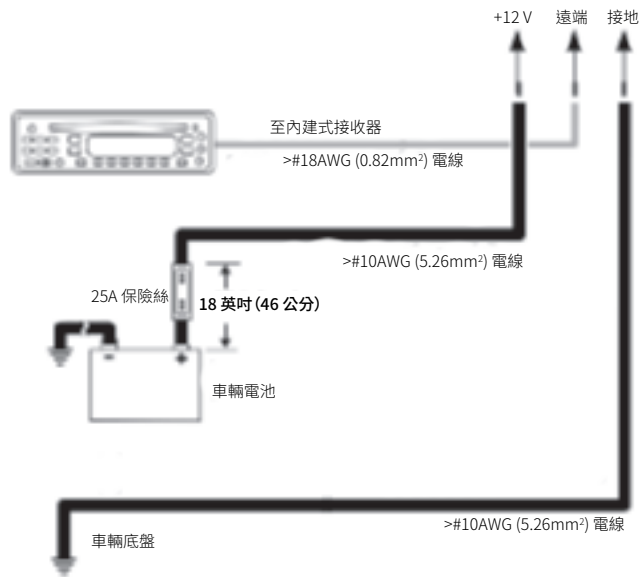 +12 V 遠端 接地
至內建式接收器
>#18AWG (0.82mm²) 電線
>#10AWG (5.26mm²) 電線
25A 保險絲
18 英吋 (46 公分)
車輛電池
>#10AWG (5.26mm²) 電線
車輛底盤